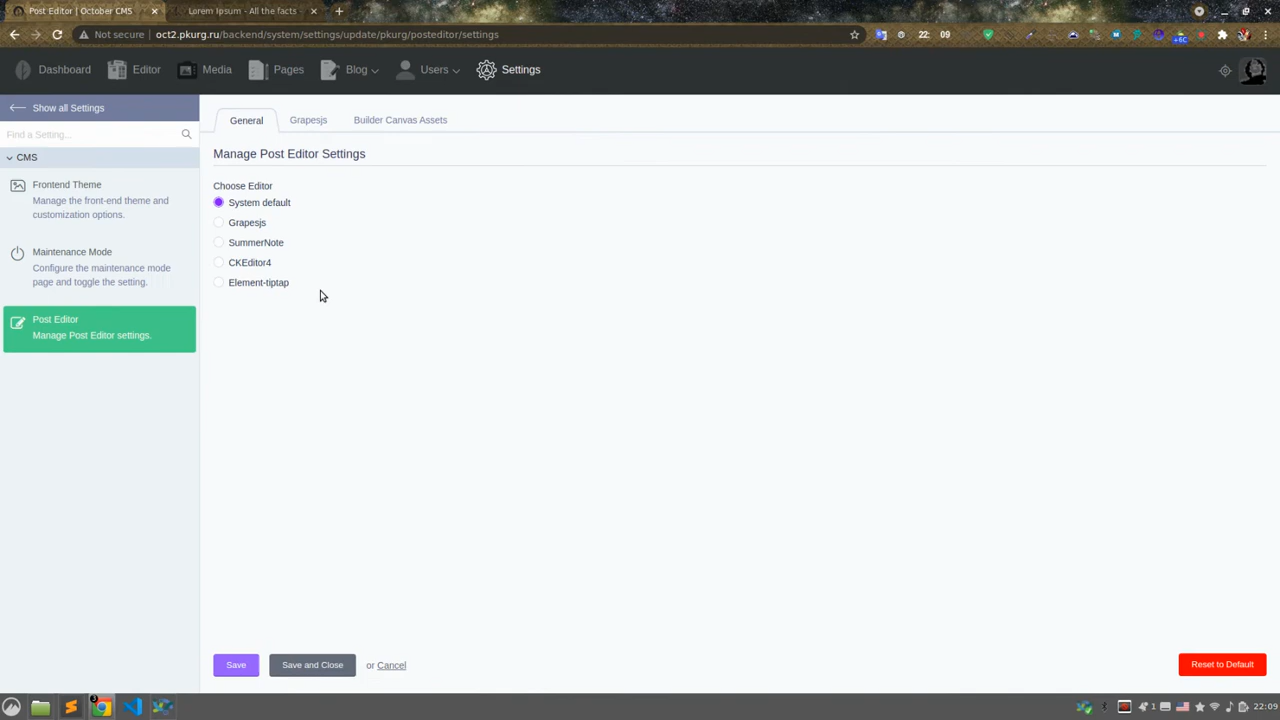 Post Editor | October CMS
Lorem Ipsum - All the facts
Not secure
oct2.pkurg.ru/backend/system/settings/update/pkurg/posteditor/settings
22:
09
Dashboard
Editor
Media
Pages
Blog
Users
Settings
Show all Settings
Find a Setting...
CMS
Frontend Theme
Manage the front-end theme and
customization options.
Maintenance Mode
Configure the maintenance mode
page and toggle the setting.
Post Editor
Manage Post Editor settings.
General
Grapesjs
Builder Canvas Assets
Manage Post Editor Settings
Choose Editor
System default
Grapesjs
SummerNote
CKEditor4
Element-tiptap
Save
Save and Close
or Cancel
Reset to Default
3
1
22:09